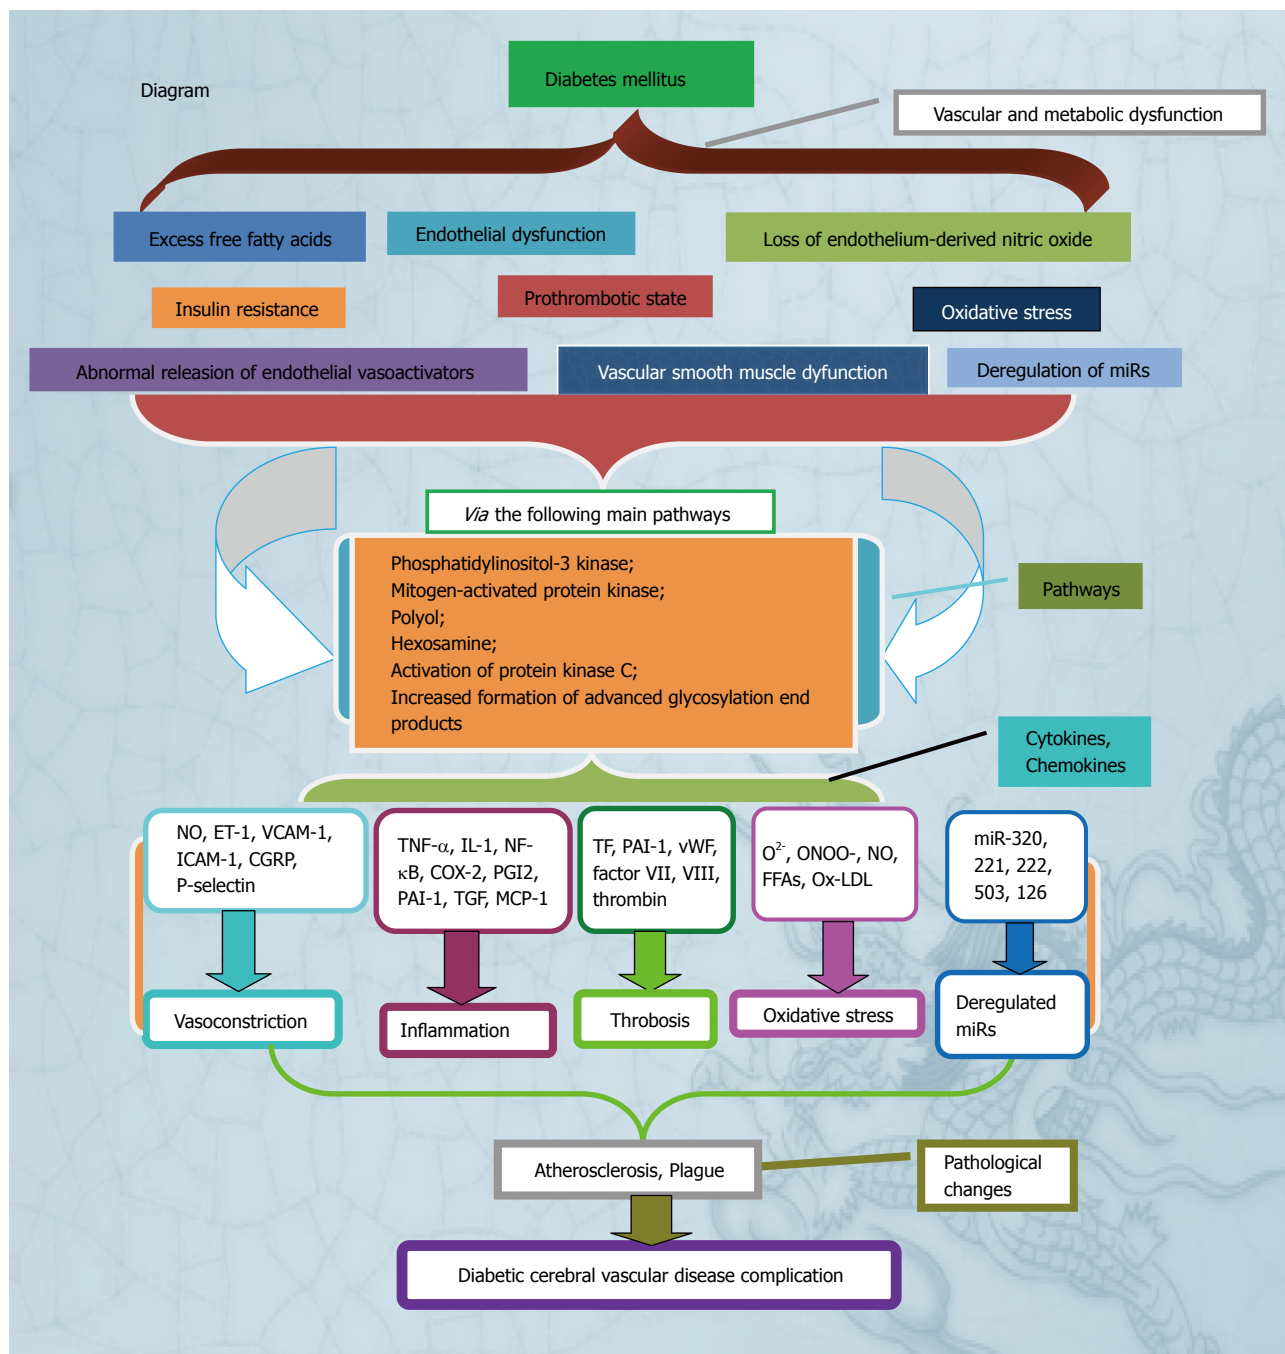 Diagram
Diabetes mellitus
Vascular and metabolic dysfunction
Excess free fatty acids
Endothelial dysfunction
Loss of endothelium-derived nitric oxide
Insulin resistance
Prothrombotic state
Oxidative stress
Abnormal releasion of endothelial vasoactivators
Vascular smooth muscle dyfunction
Deregulation of miRs
Via the following main pathways
Phosphatidylinositol-3 kinase;
Mitogen-activated protein kinase;
Polyol;
Hexosamine;
Activation of protein kinase C;
Increased formation of advanced glycosylation end
products
Pathways
Cytokines,
Chemokines
NO, ET-1, VCAM-1,
ICAM-1, CGRP,
P-selectin
TNF-α, IL-1, NF-
κB, COX-2, PGI2,
PAI-1, TGF, MCP-1
TF, PAI-1, vWF,
factor VII, VIII,
thrombin
O²⁻, ONOO-, NO,
FFAs, Ox-LDL
miR-320,
221, 222,
503, 126
Vasoconstriction
Inflammation
Throbosis
Oxidative stress
Deregulated
miRs
Atherosclerosis, Plague
Pathological
changes
Diabetic cerebral vascular disease complication